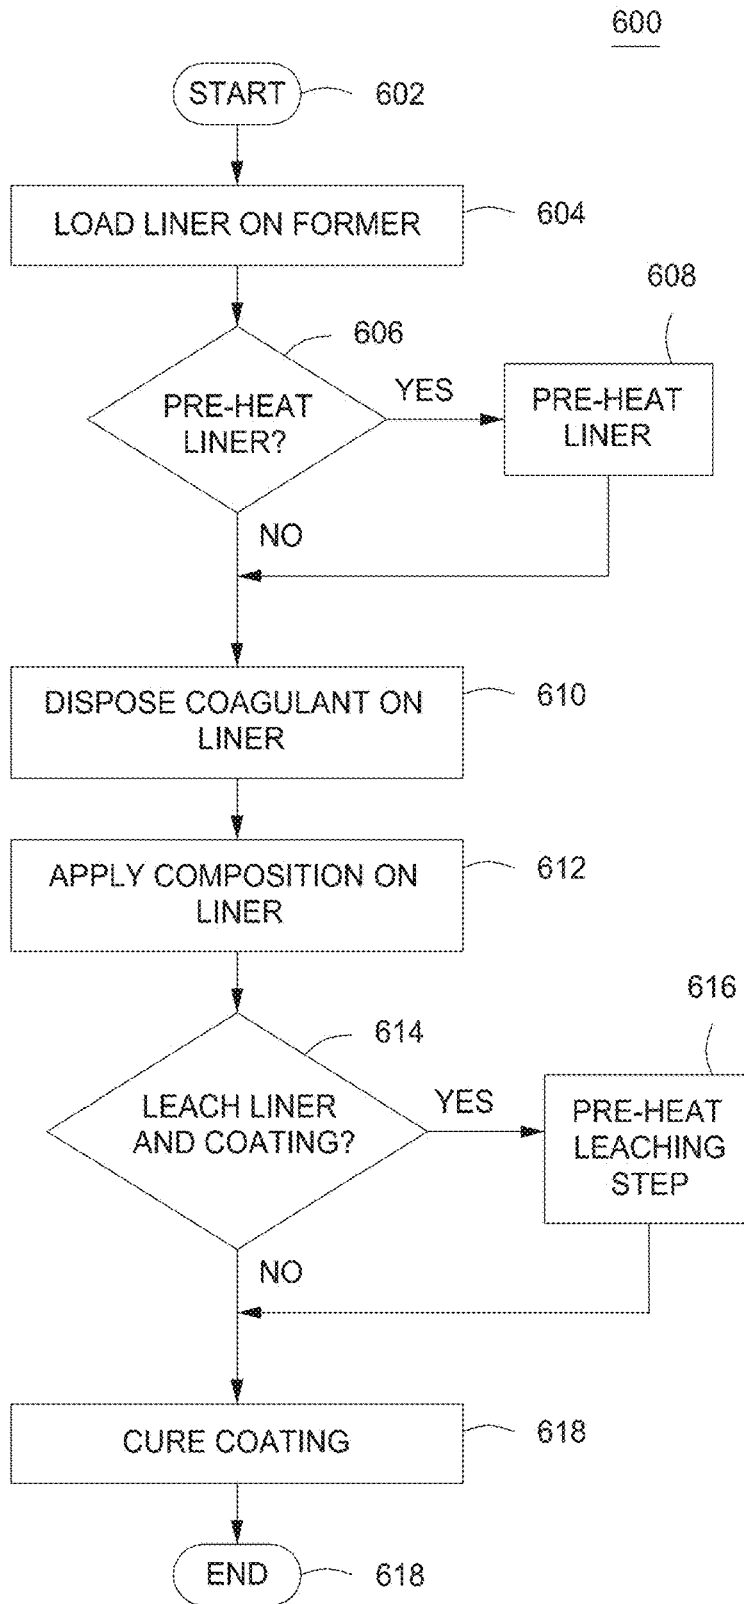 600
START
602
LOAD LINER ON FORMER
604
606
608
PRE-HEAT
LINER?
YES
PRE-HEAT
LINER
NO
DISPOSE COAGULANT ON
LINER
610
APPLY COMPOSITION ON
LINER
612
614
616
LEACH LINER
AND COATING?
YES
PRE-HEAT
LEACHING
STEP
NO
CURE COATING
618
END
618